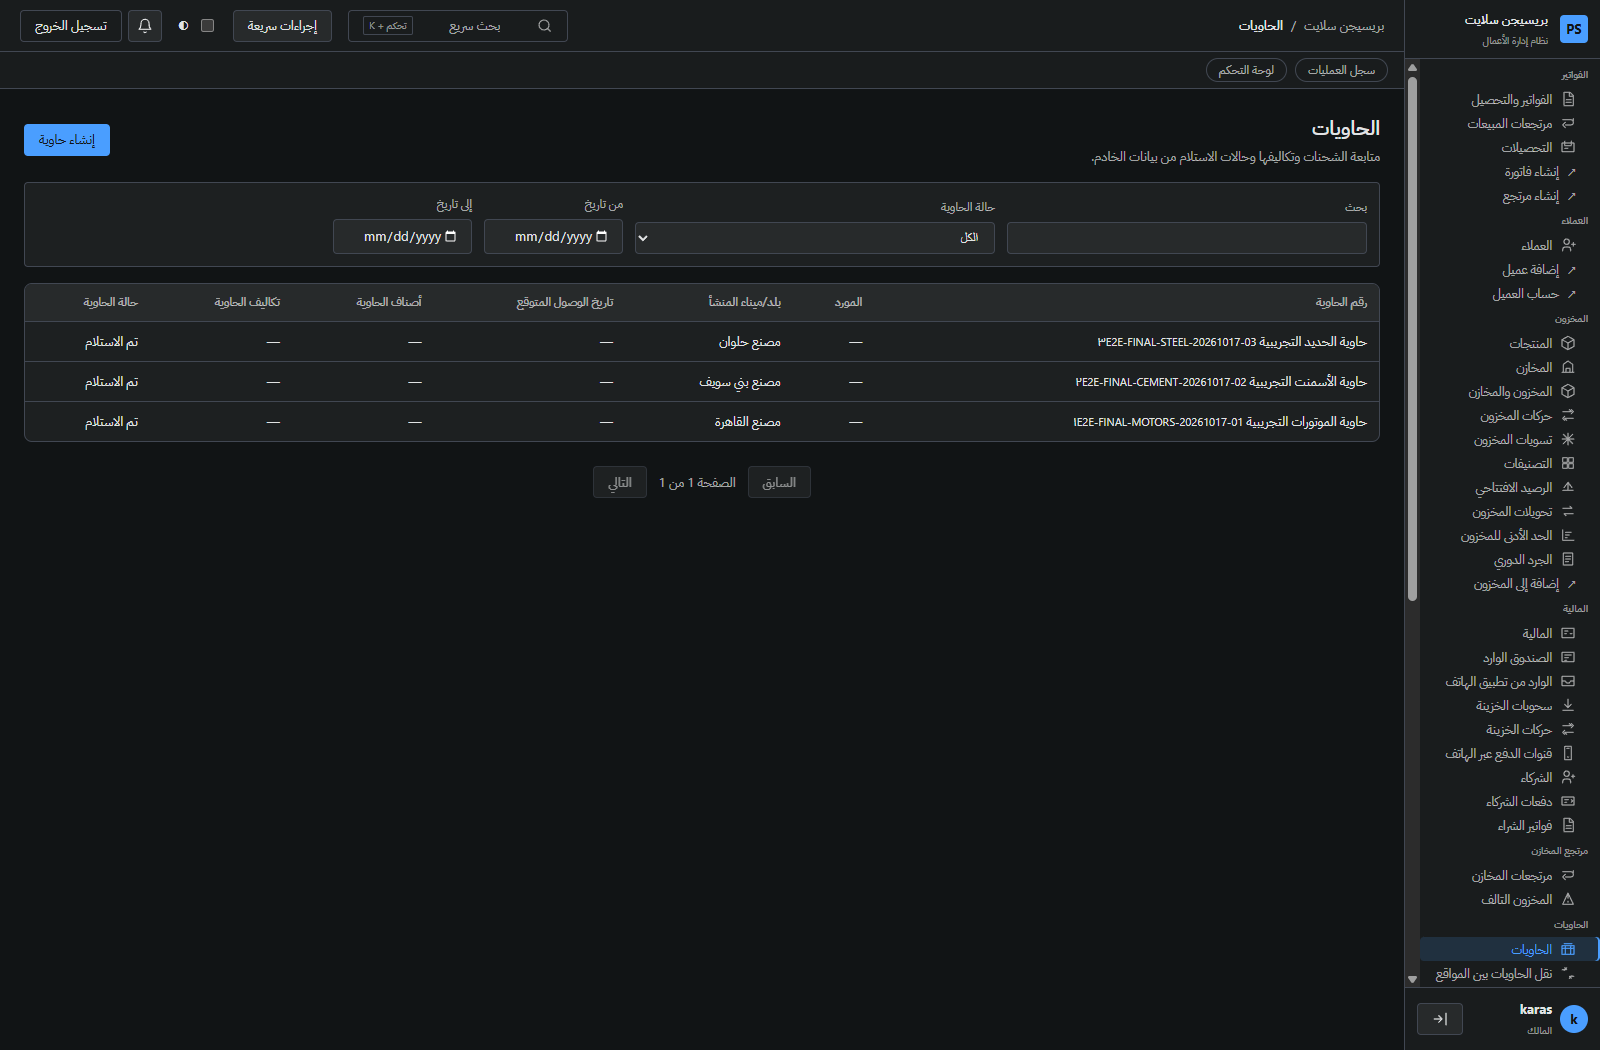 PS
بريسيجن سلايت
نظام إدارة الأعمال
بريسيجن سلايت / الحاويات
بحث سريع
تحكم + K
إجراءات سريعة
تسجيل الخروج
سجل العمليات
لوحة التحكم
الفواتير
الفواتير والتحصيل
مرتجعات المبيعات
التحصيلات
إنشاء فاتورة
إنشاء مرتجع
العملاء
العملاء
إضافة عميل
حساب العميل
المخزون
المنتجات
المخازن
المخزون والمخازن
حركات المخزون
تسويات المخزون
التصنيفات
الرصيد الافتتاحي
تحويلات المخزون
الحد الأدنى للمخزون
الجرد الدوري
إضافة إلى المخزون
المالية
المالية
الصندوق الوارد
الوارد من تطبيق الهاتف
سحوبات الخزينة
حركات الخزينة
قنوات الدفع عبر الهاتف
الشركاء
دفعات الشركاء
فواتير الشراء
مرتجع المخازن
مرتجعات المخازن
المخزون التالف
الحاويات
الحاويات
نقل الحاويات بين المواقع
k
karas
المالك
الحاويات
متابعة الشحنات وتكاليفها وحالات الاستلام من بيانات الخادم.
إنشاء حاوية
بحث
حالة الحاوية
من تاريخ
إلى تاريخ
الكل
mm/dd/yyyy
mm/dd/yyyy
رقم الحاوية المورد بلد/ميناء المنشأ تاريخ الوصول المتوقع أصناف الحاوية تكاليف الحاوية حالة الحاوية
حاوية الحديد التجريبية E2E-FINAL-STEEL-20261017-03٣ — مصنع حلوان — — — تم الاستلام
حاوية الأسمنت التجريبية E2E-FINAL-CEMENT-20261017-02٢ — مصنع بني سويف — — — تم الاستلام
حاوية الموتورات التجريبية E2E-FINAL-MOTORS-20261017-01١ — مصنع القاهرة — — — تم الاستلام
السابق
الصفحة 1 من 1
التالي